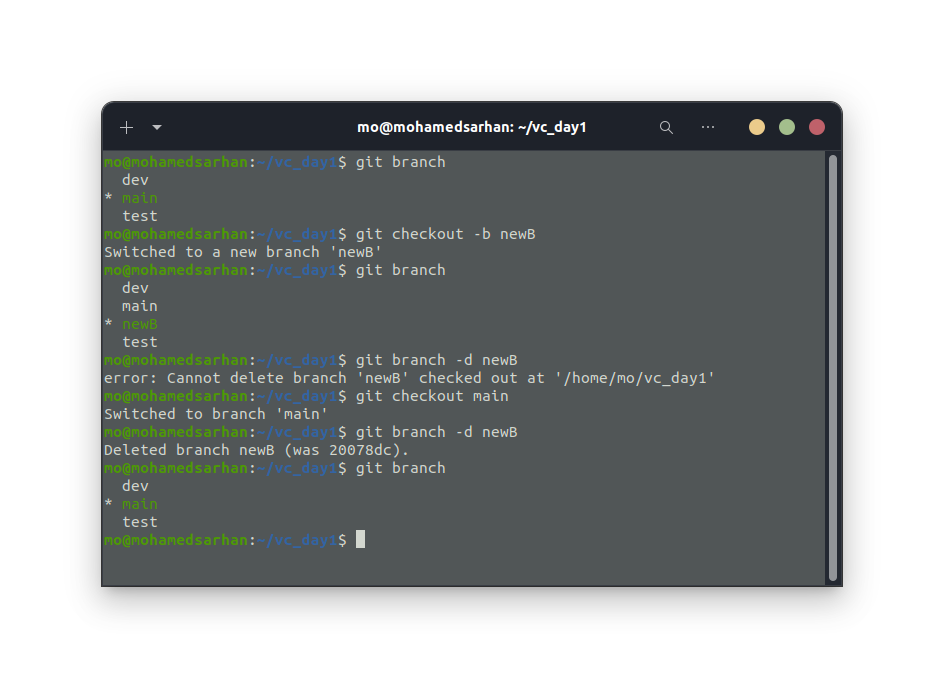 mo@mohamedsarhan: ~/vc_day1
mo@mohamedsarhan:~/vc_day1$ git branch
  dev
* main
  test
mo@mohamedsarhan:~/vc_day1$ git checkout -b newB
Switched to a new branch 'newB'
mo@mohamedsarhan:~/vc_day1$ git branch
  dev
  main
* newB
  test
mo@mohamedsarhan:~/vc_day1$ git branch -d newB
error: Cannot delete branch 'newB' checked out at '/home/mo/vc_day1'
mo@mohamedsarhan:~/vc_day1$ git checkout main
Switched to branch 'main'
mo@mohamedsarhan:~/vc_day1$ git branch -d newB
Deleted branch newB (was 20078dc).
mo@mohamedsarhan:~/vc_day1$ git branch
  dev
* main
  test
mo@mohamedsarhan:~/vc_day1$